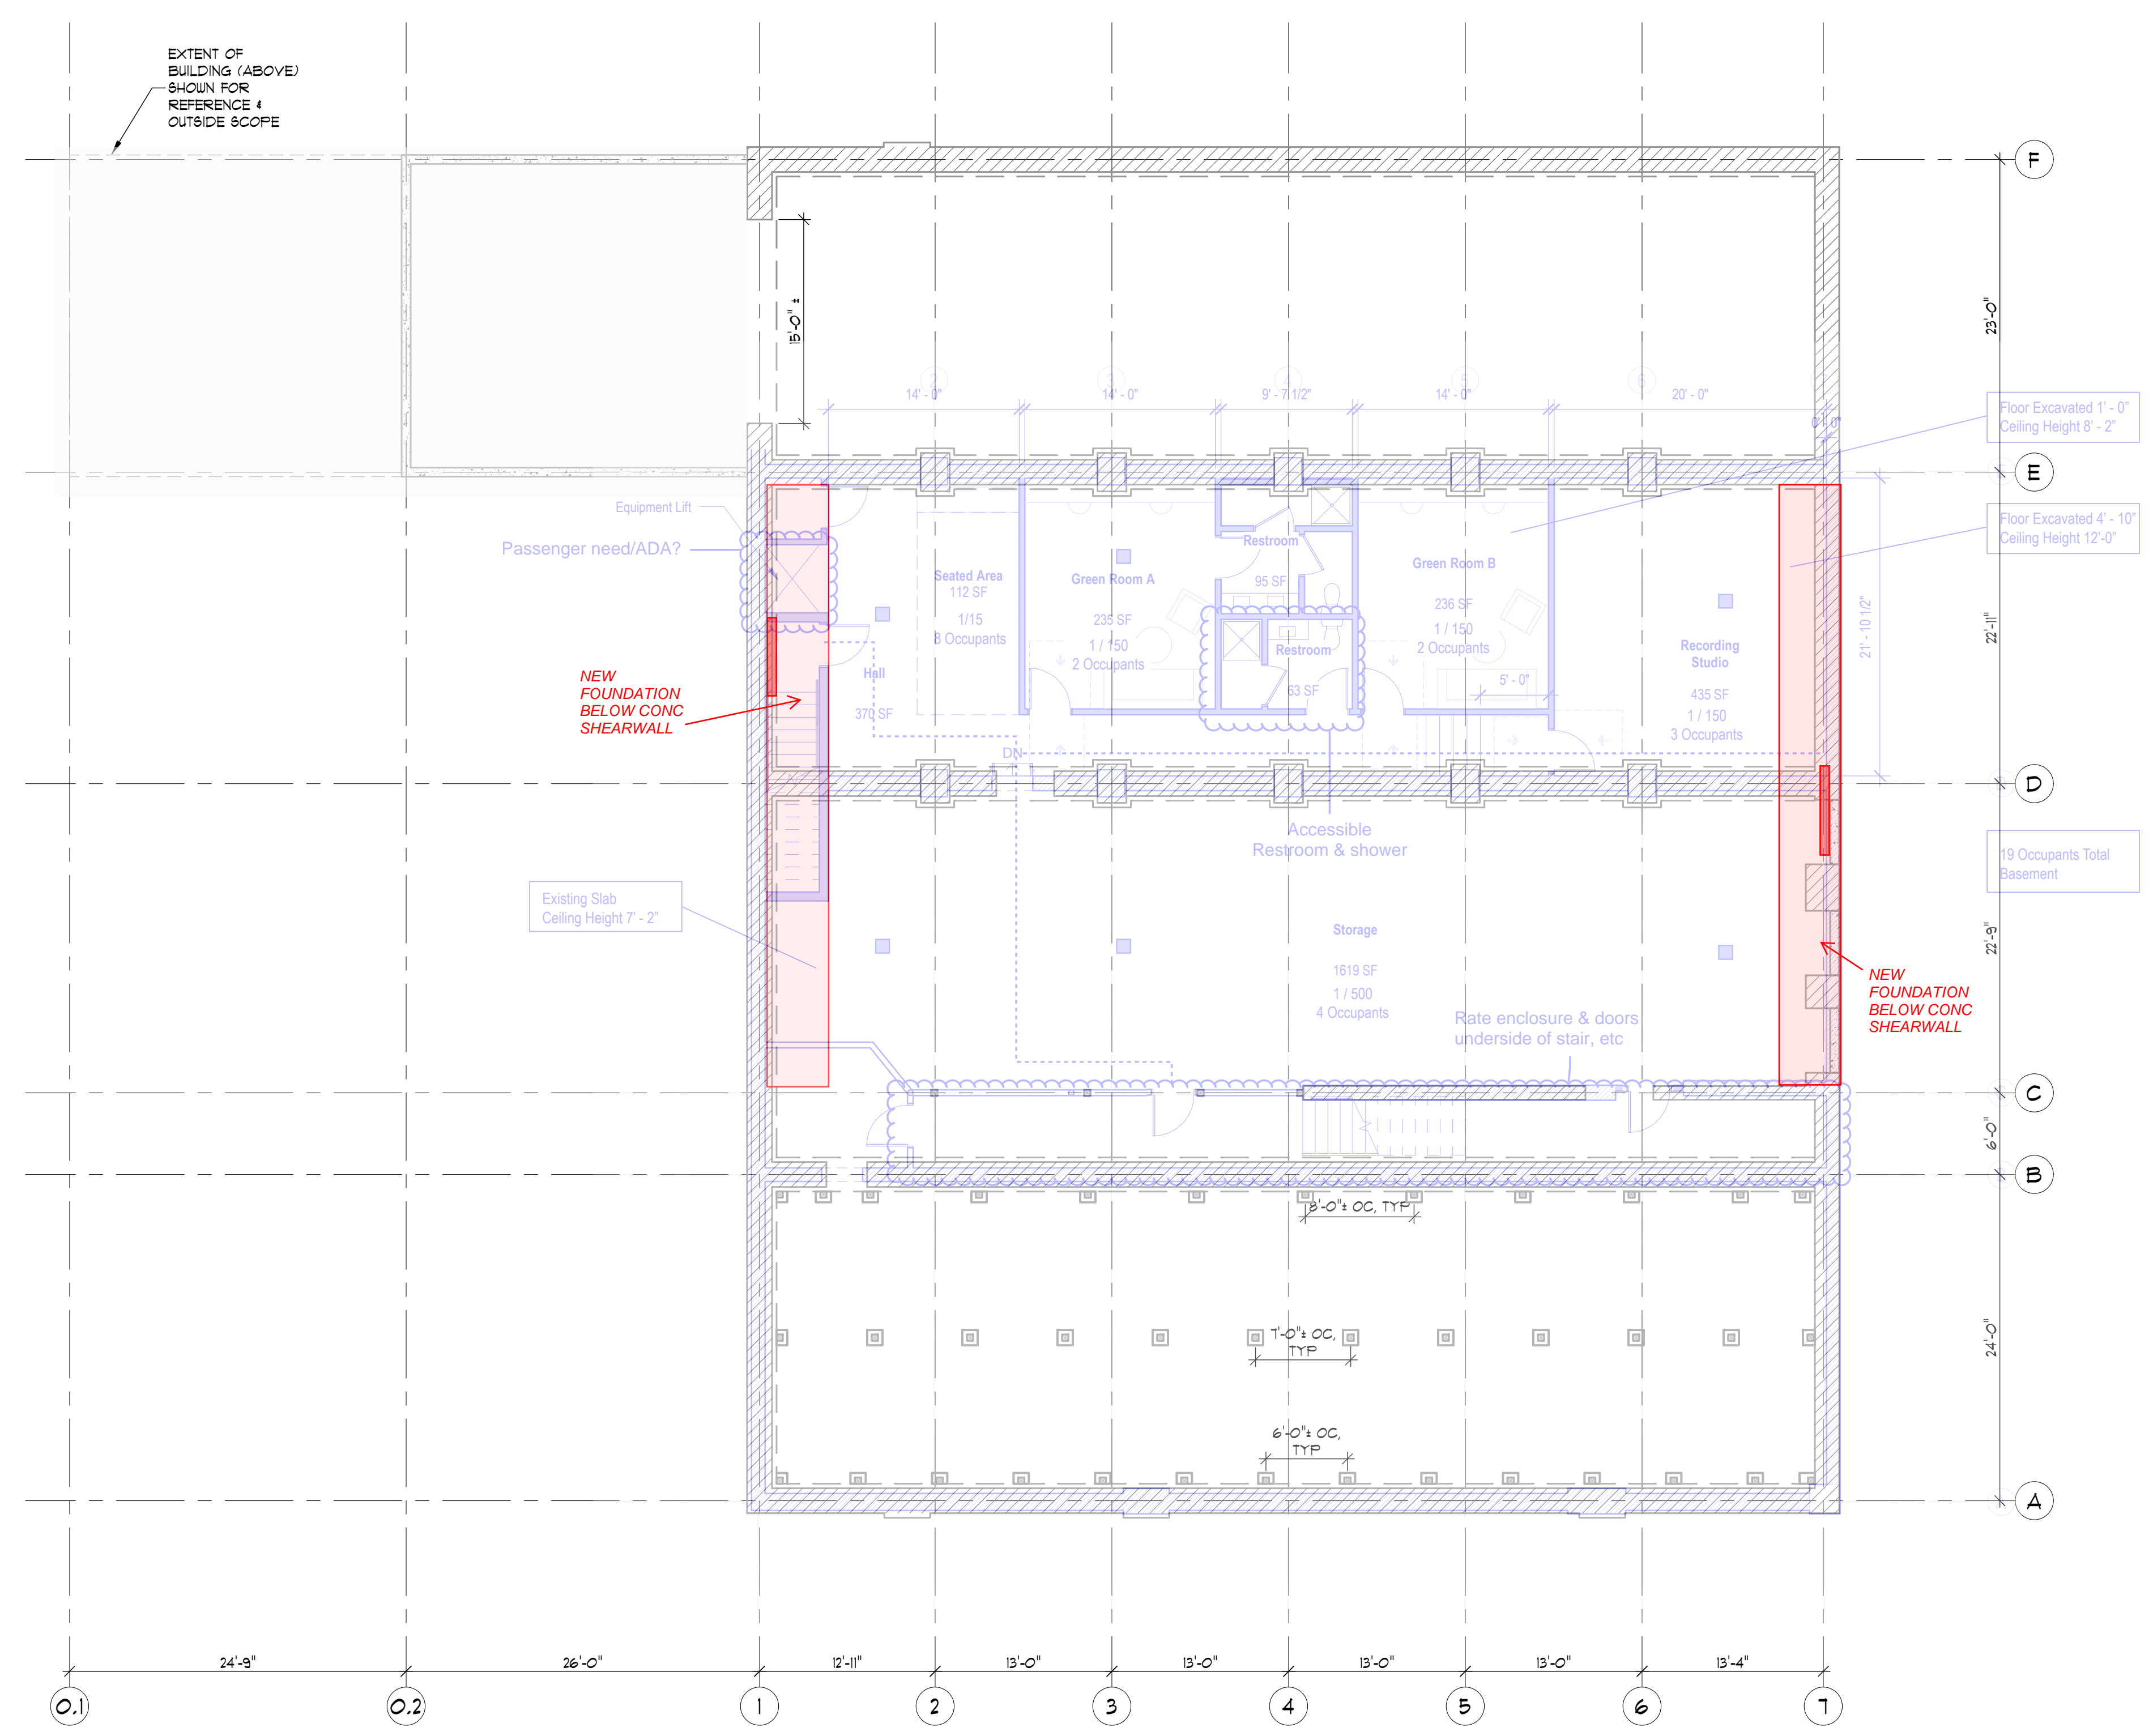 EXTENT OF
BUILDING (ABOVE)
SHOWN FOR
REFERENCE &
OUTSIDE SCOPE
F
15'-0" ±
23'-0"
2
3
4
5
6
14' - 0"
14' - 0"
9' - 7 1/2"
14' - 0"
20' - 0"
0' - 0"
Floor Excavated 1' - 0"
Ceiling Height 8' - 2"
E
Equipment Lift
Passenger need/ADA?
Floor Excavated 4' - 10"
Ceiling Height 12'-0"
Seated Area
112 SF
1/15
8 Occupants
Green Room A
235 SF
1 / 150
2 Occupants
Restroom
95 SF
Restroom
63 SF
Green Room B
236 SF
1 / 150
2 Occupants
5' - 0"
Recording
Studio
435 SF
1 / 150
3 Occupants
21' - 10 1/2"
22'-11"
Hall
370 SF
DN
NEW
FOUNDATION
BELOW CONC
SHEARWALL
D
Accessible
Restroom & shower
19 Occupants Total
Basement
Existing Slab
Ceiling Height 7' - 2"
Storage
1619 SF
1 / 500
4 Occupants
22'-9"
Rate enclosure & doors
underside of stair, etc
NEW
FOUNDATION
BELOW CONC
SHEARWALL
C
6'-0"
B
8'-0"± OC, TYP
7'-0"± OC,
TYP
24'-0"
6'-0"± OC,
TYP
A
24'-9"
26'-0"
12'-11"
13'-0"
13'-0"
13'-0"
13'-0"
13'-4"
0.1
0.2
1
2
3
4
5
6
7